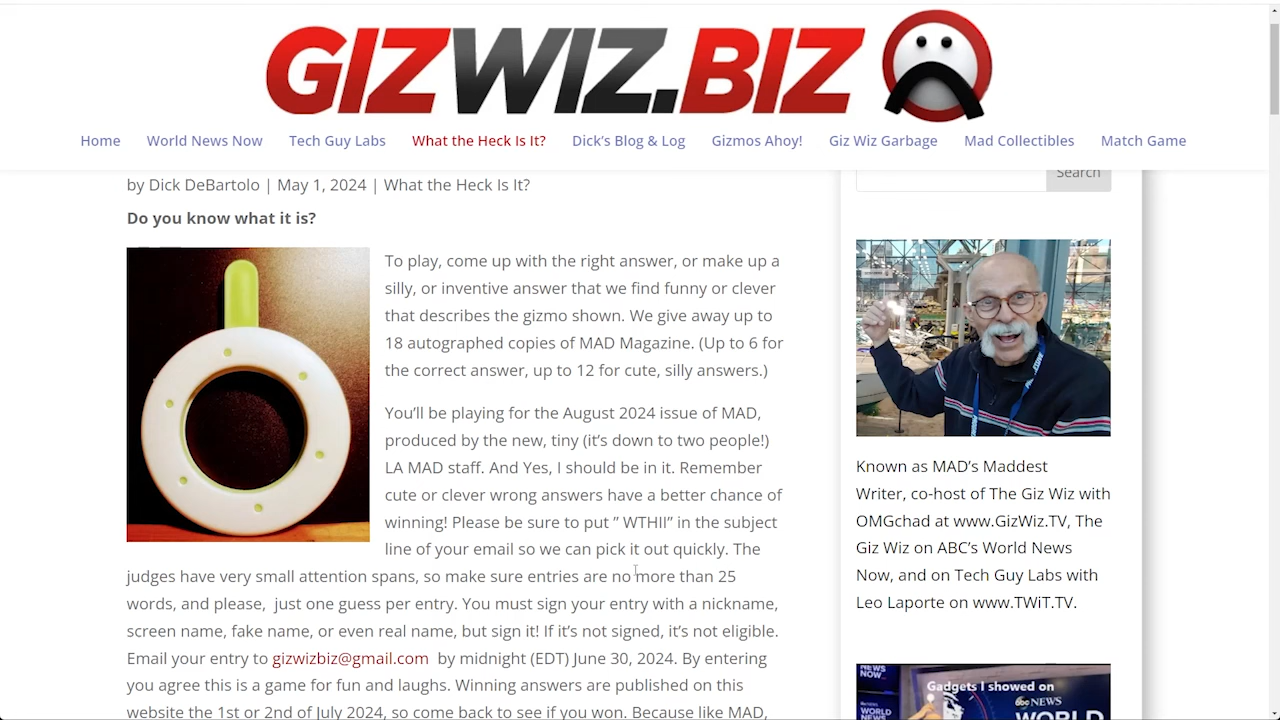 GIZWIZ.BIZ
Home World News Now Tech Guy Labs What the Heck Is It? Dick's Blog & Log Gizmos Ahoy! Giz Wiz Garbage Mad Collectibles Match Game
by Dick DeBartolo | May 1, 2024 | What the Heck Is It?
Do you know what it is?
To play, come up with the right answer, or make up a
silly, or inventive answer that we find funny or clever
that describes the gizmo shown. We give away up to
18 autographed copies of MAD Magazine. (Up to 6 for
the correct answer, up to 12 for cute, silly answers.)
You'll be playing for the August 2024 issue of MAD,
produced by the new, tiny (it's down to two people!)
LA MAD staff. And Yes, I should be in it. Remember
cute or clever wrong answers have a better chance of
winning! Please be sure to put " WTHII" in the subject
line of your email so we can pick it out quickly. The
judges have very small attention spans, so make sure entries are no more than 25
words, and please, just one guess per entry. You must sign your entry with a nickname,
screen name, fake name, or even real name, but sign it! If it's not signed, it's not eligible.
Email your entry to gizwizbiz@gmail.com by midnight (EDT) June 30, 2024. By entering
you agree this is a game for fun and laughs. Winning answers are published on this
the 1st or 2nd of 2024, so come back to see if you Because like MAD,
Search
Known as MAD's Maddest
Writer, co-host of The Giz Wiz with
OMGchad at www.GizWiz.TV, The
Giz Wiz on ABC's World News
Now, and on Tech Guy Labs with
Leo Laporte on www.TWiT.TV.
NEWS
NOW
Gadgets I showed on
abc NEWS
WORLD